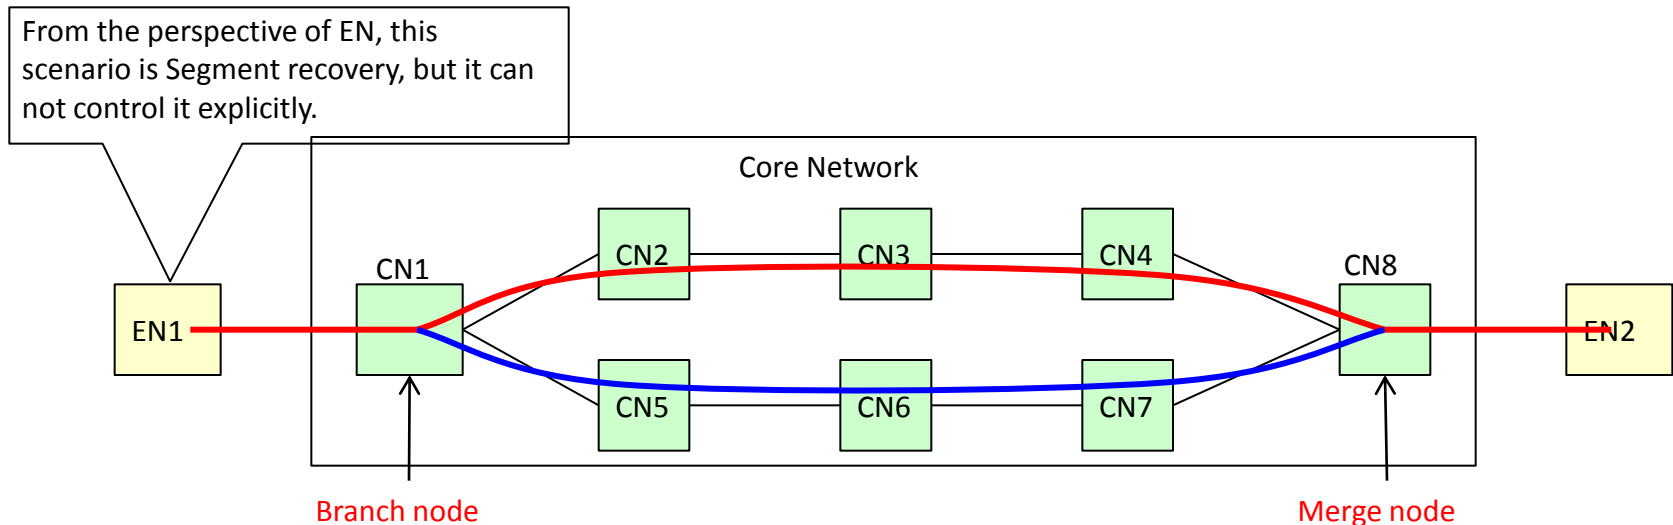 From the perspective of EN, this
scenario is Segment recovery, but it can
not control it explicitly.
Core Network
CN2
CN3
CN4
CN1
CN8
EN1
EN2
CN5
CN6
CN7
Branch node
Merge node